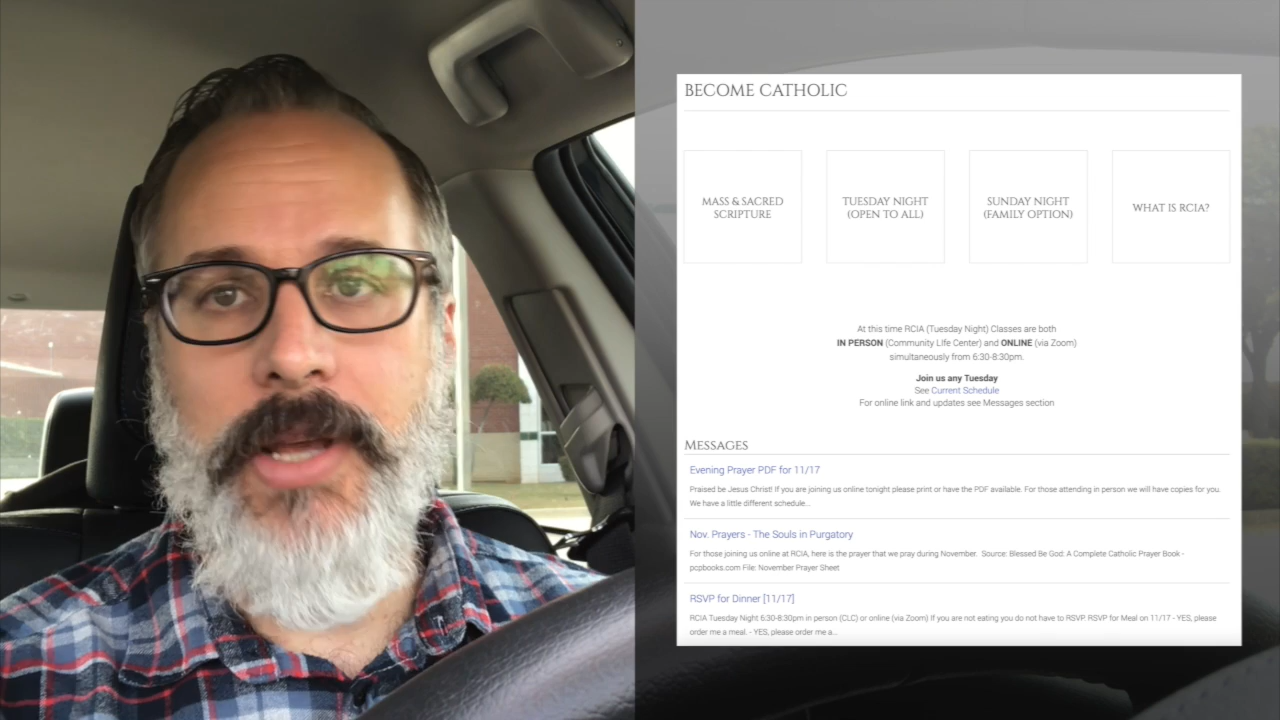 BECOME CATHOLIC
MASS & SACRED
SCRIPTURE
TUESDAY NIGHT
(OPEN TO ALL)
SUNDAY NIGHT
(FAMILY OPTION)
WHAT IS RCIA?
At this time RCIA (Tuesday Night) Classes are both
IN PERSON (Community LIfe Center) and ONLINE (via Zoom)
simultaneously from 6:30-8:30pm.
Join us any Tuesday
See Current Schedule
For online link and updates see Messages section
MESSAGES
Evening Prayer PDF for 11/17
Praised be Jesus Christ! If you are joining us online tonight please print or have the PDF available. For those attending in person we will have copies for you.
We have a little different schedule...
Nov. Prayers - The Souls in Purgatory
For those joining us online at RCIA, here is the prayer that we pray during November. Source: Blessed Be God: A Complete Catholic Prayer Book -
pcpbooks.com File: November Prayer Sheet
RSVP for Dinner [11/17]
RCIA Tuesday Night 6:30-8:30pm in person (CLC) or online (via Zoom) If you are not eating you do not have to RSVP. RSVP for Meal on 11/17 - YES, please
order me a meal. - YES, please order me a...